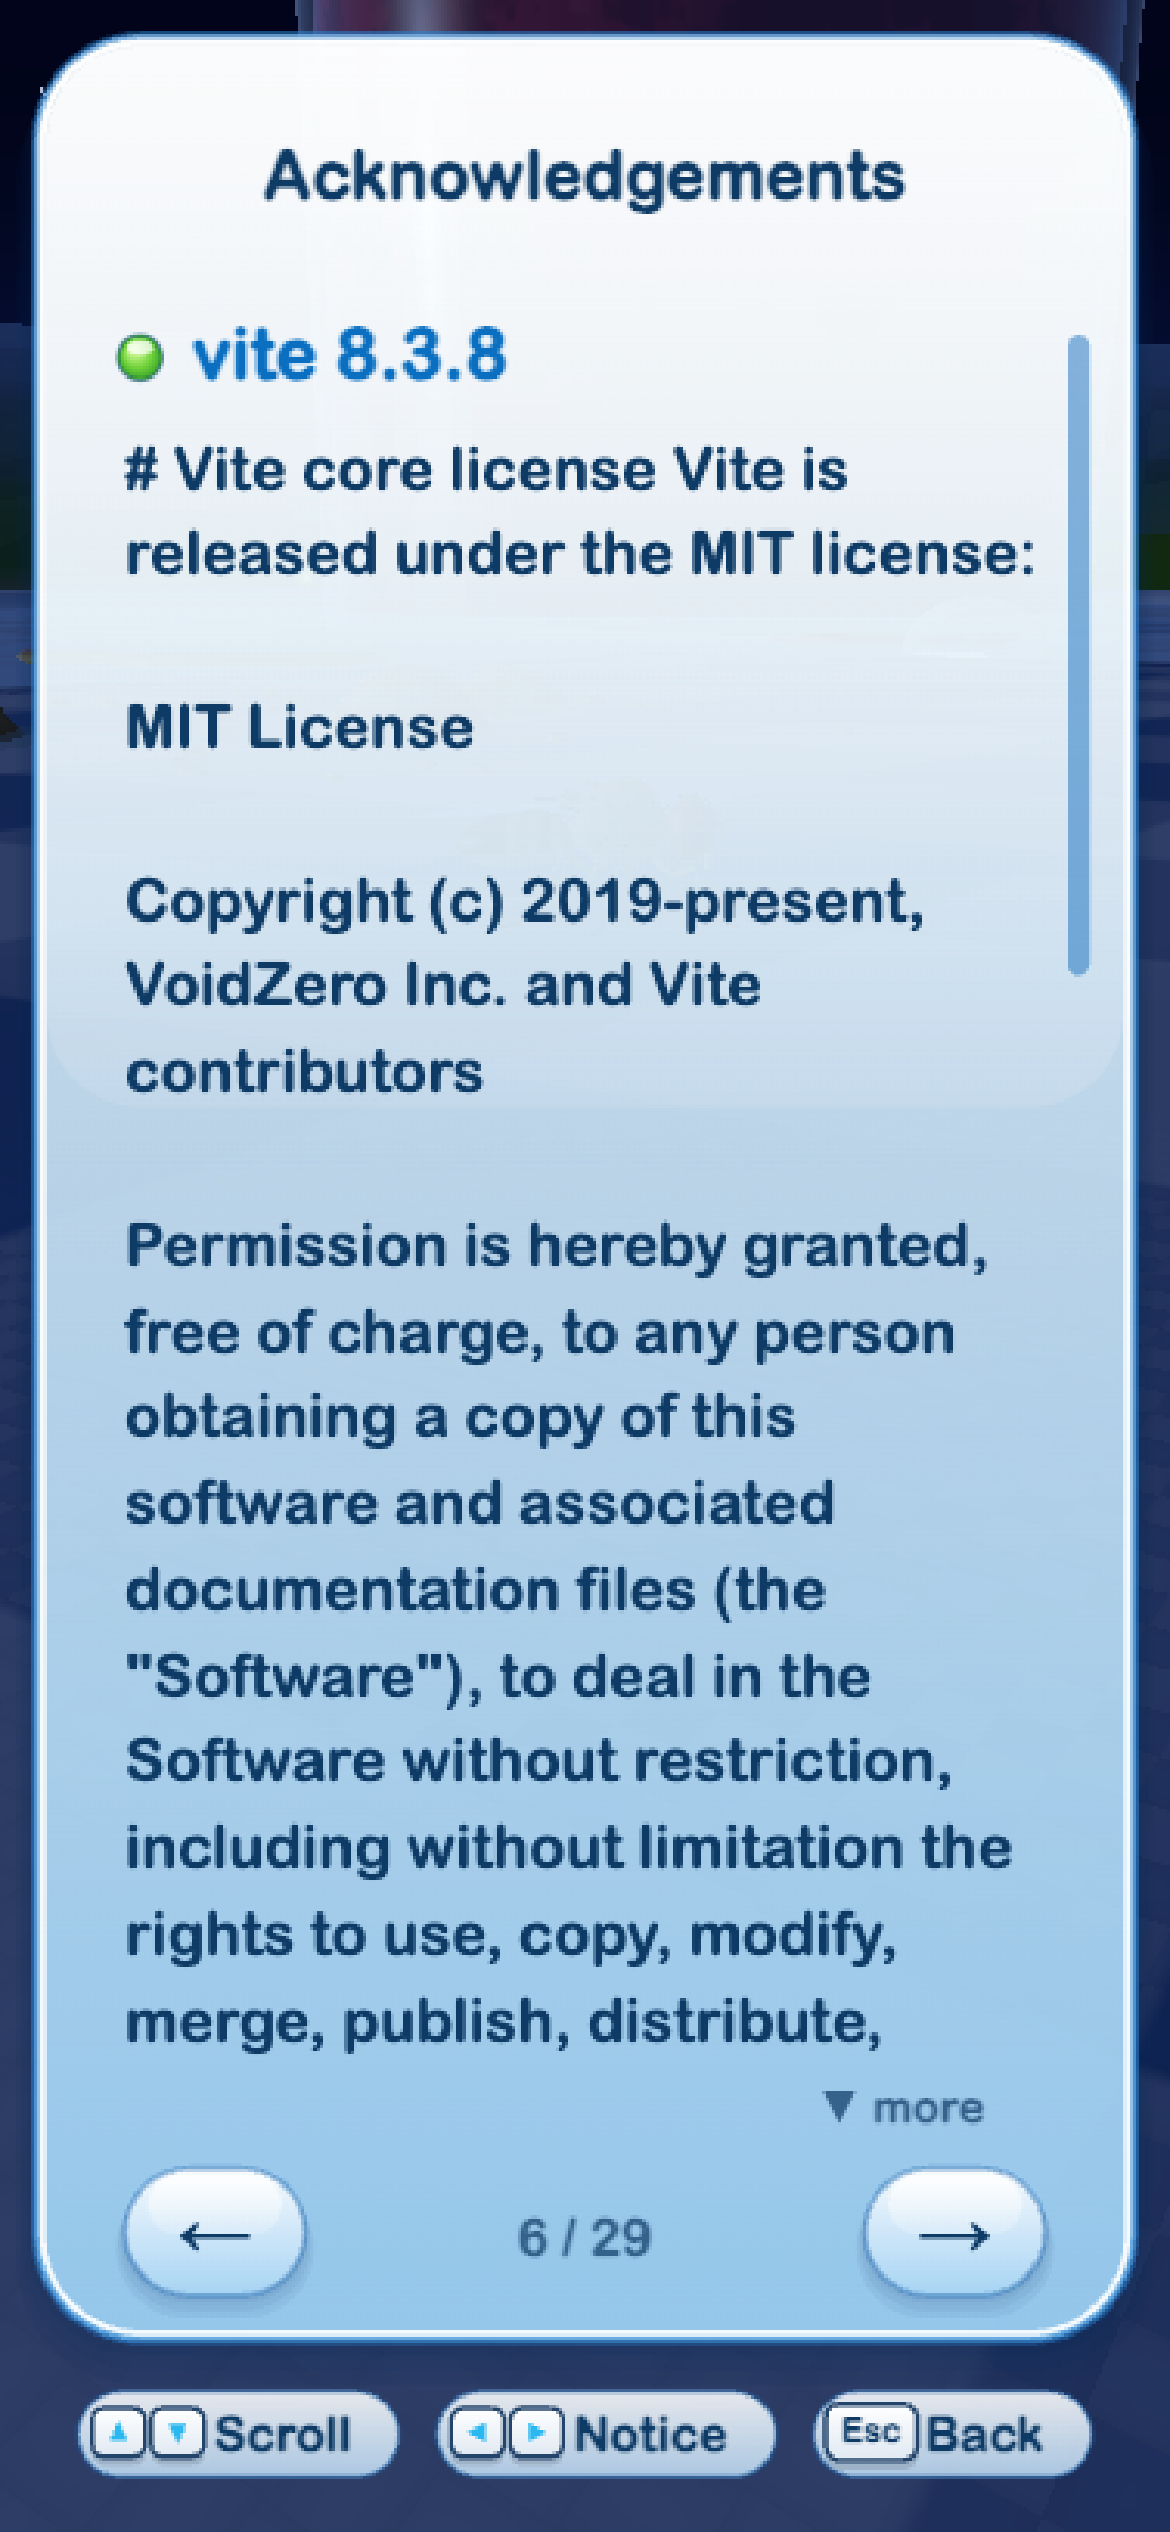 Acknowledgements
vite 8.3.8
# Vite core license Vite is
released under the MIT license:
MIT License
Copyright (c) 2019-present,
VoidZero Inc. and Vite
contributors
Permission is hereby granted,
free of charge, to any person
obtaining a copy of this
software and associated
documentation files (the
"Software"), to deal in the
Software without restriction,
including without limitation the
rights to use, copy, modify,
merge, publish, distribute,
▼ more
← 6 / 29 →
▲ ▼ Scroll ◀ ▶ Notice Esc Back